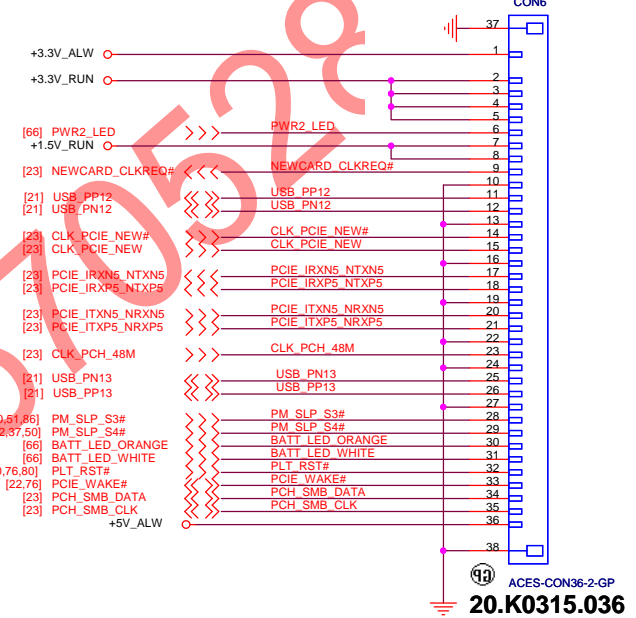 CON6
37
+3.3V_ALW 1
+3.3V_RUN 2
3
4
5
[66] PWR2_LED PWR2_LED 6
+1.5V_RUN 7
8
[23] NEWCARD_CLKREQ# NEWCARD_CLKREQ# 9
10
[21] USB_PP12 USB_PP12 11
[21] USB_PN12 USB_PN12 12
13
[23] CLK_PCIE_NEW# CLK_PCIE_NEW# 14
[23] CLK_PCIE_NEW CLK_PCIE_NEW 15
16
[23] PCIE_IRXN5_NTXN5 PCIE_IRXN5_NTXN5 17
[23] PCIE_IRXP5_NTXP5 PCIE_IRXP5_NTXP5 18
19
[23] PCIE_ITXN5_NRXN5 PCIE_ITXN5_NRXN5 20
[23] PCIE_ITXP5_NRXP5 PCIE_ITXP5_NRXP5 21
22
[23] CLK_PCH_48M CLK_PCH_48M 23
24
[21] USB_PN13 USB_PN13 25
[21] USB_PP13 USB_PP13 26
27
,51,86] PM_SLP_S3# PM_SLP_S3# 28
,37,50] PM_SLP_S4# PM_SLP_S4# 29
[66] BATT_LED_ORANGE BATT_LED_ORANGE 30
[66] BATT_LED_WHITE BATT_LED_WHITE 31
,76,80] PLT_RST# PLT_RST# 32
[22,76] PCIE_WAKE# PCIE_WAKE# 33
[23] PCH_SMB_DATA PCH_SMB_DATA 34
[23] PCH_SMB_CLK PCH_SMB_CLK 35
+5V_ALW 36
38
ACES-CON36-2-GP
20.K0315.036